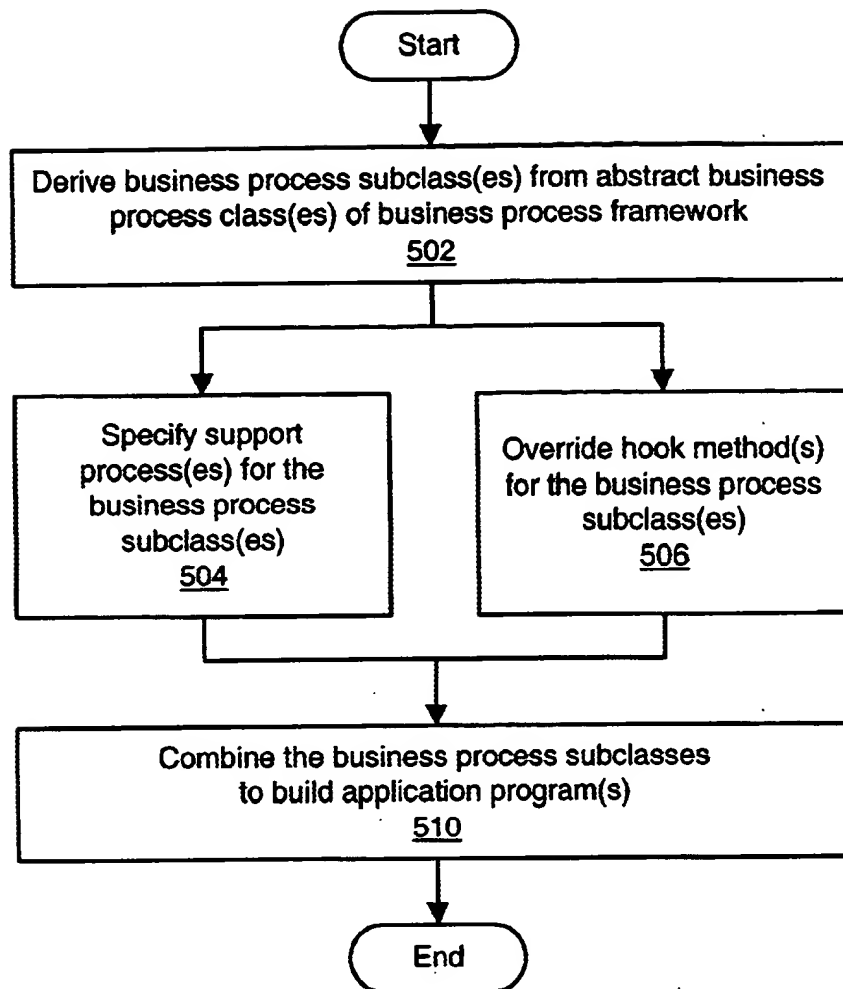 Start
Derive business process subclass(es) from abstract business
process class(es) of business process framework
502
Specify support
process(es) for the
business process
subclass(es)
504
Override hook method(s)
for the business process
subclass(es)
506
Combine the business process subclasses
to build application program(s)
510
End